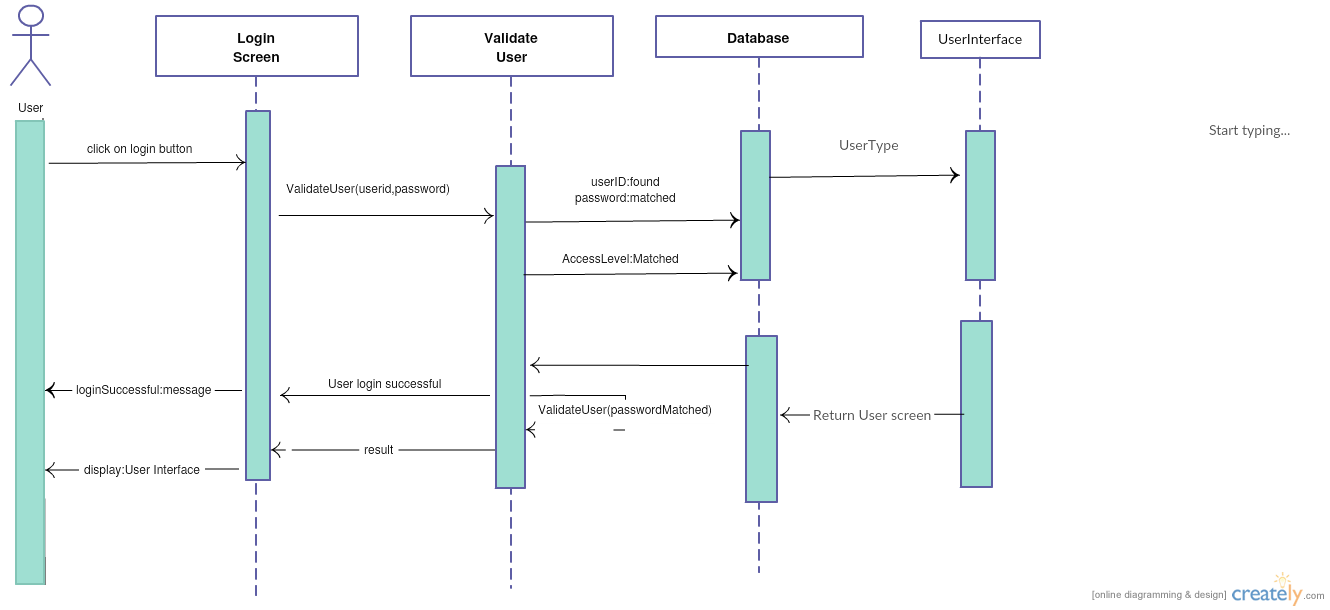 Login
Screen
Validate
User
Database
UserInterface
User
Start typing...
click on login button
UserType
ValidateUser(userid,password)
userID:found
password:matched
AccessLevel:Matched
loginSuccessful:message
User login successful
ValidateUser(passwordMatched)
Return User screen
result
display:User Interface
[online diagramming & design] creately.com